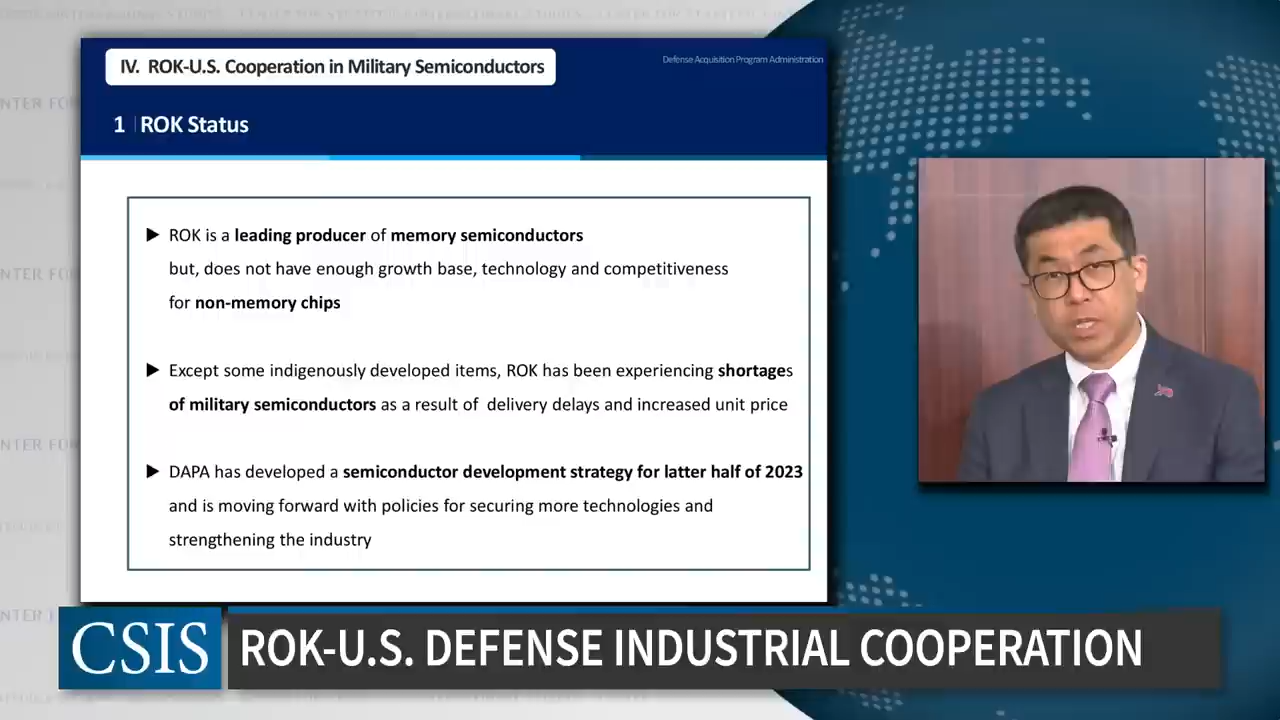 IV. ROK-U.S. Cooperation in Military Semiconductors
Defense Acquisition Program Administration
1 ROK Status
▶ ROK is a leading producer of memory semiconductors
but, does not have enough growth base, technology and competitiveness
for non-memory chips
▶ Except some indigenously developed items, ROK has been experiencing shortages
of military semiconductors as a result of delivery delays and increased unit price
▶ DAPA has developed a semiconductor development strategy for latter half of 2023
and is moving forward with policies for securing more technologies and
strengthening the industry
CSIS
ROK-U.S. DEFENSE INDUSTRIAL COOPERATION